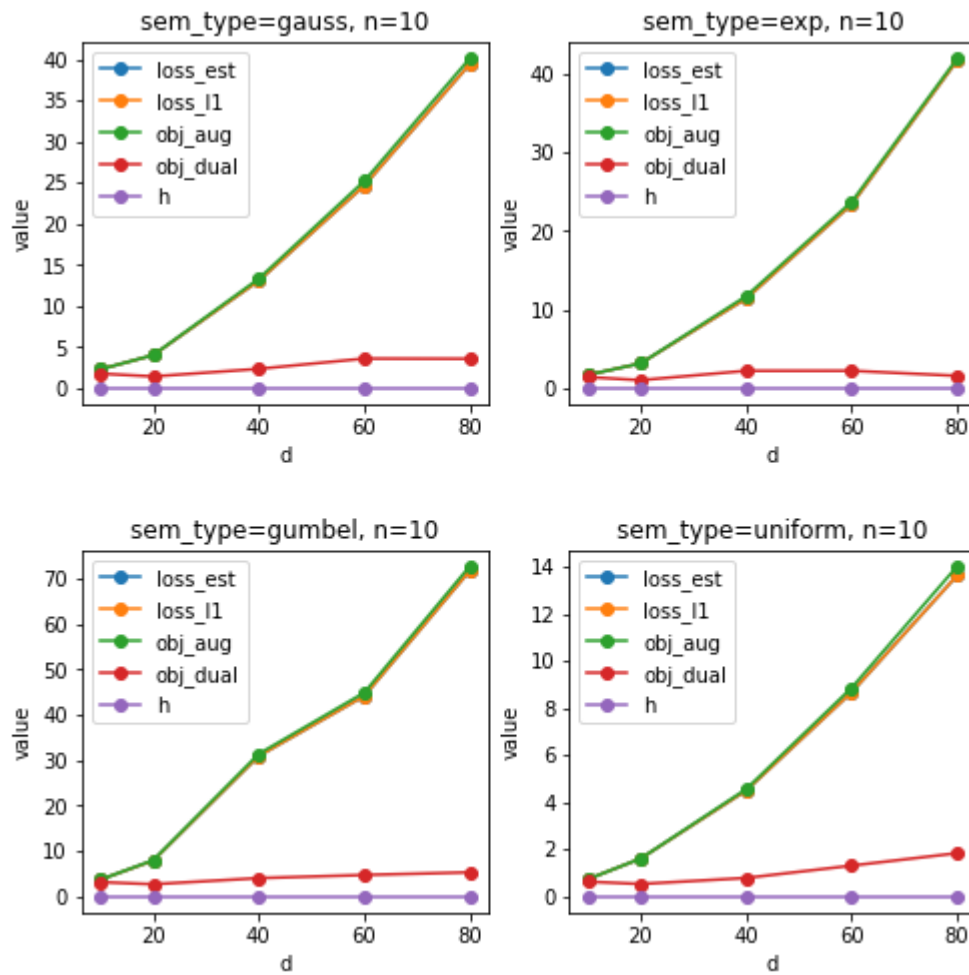 sem_type=gauss, n=10
40
35
30
25
20
15
10
5
0
value
loss_est
loss_l1
obj_aug
obj_dual
h
20 40 60 80
d
sem_type=exp, n=10
40
30
20
10
0
value
loss_est
loss_l1
obj_aug
obj_dual
h
20 40 60 80
d
sem_type=gumbel, n=10
70
60
50
40
30
20
10
0
value
loss_est
loss_l1
obj_aug
obj_dual
h
20 40 60 80
d
sem_type=uniform, n=10
14
12
10
8
6
4
2
0
value
loss_est
loss_l1
obj_aug
obj_dual
h
20 40 60 80
d